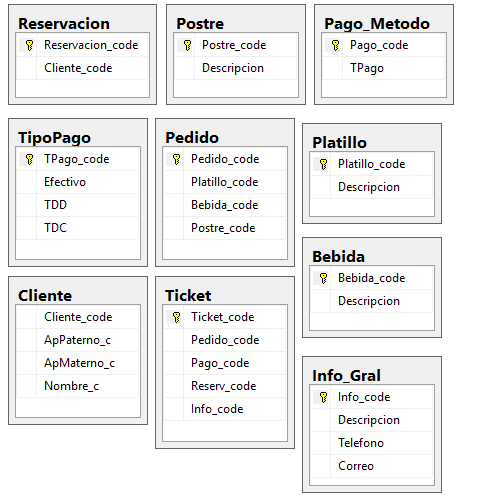 Reservacion
Reservacion_code
Cliente_code
Postre
Postre_code
Descripcion
Pago_Metodo
Pago_code
TPago
TipoPago
TPago_code
Efectivo
TDD
TDC
Pedido
Pedido_code
Platillo_code
Bebida_code
Postre_code
Platillo
Platillo_code
Descripcion
Bebida
Bebida_code
Descripcion
Cliente
Cliente_code
ApPaterno_c
ApMaterno_c
Nombre_c
Ticket
Ticket_code
Pedido_code
Pago_code
Reserv_code
Info_code
Info_Gral
Info_code
Descripcion
Telefono
Correo